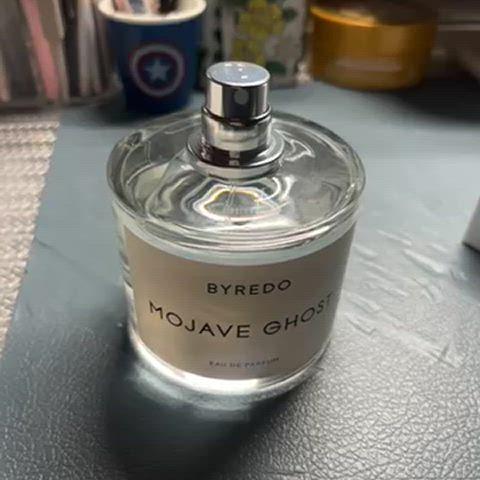 BYREDO
MOJAVE GHOST
EAU DE PARFUM